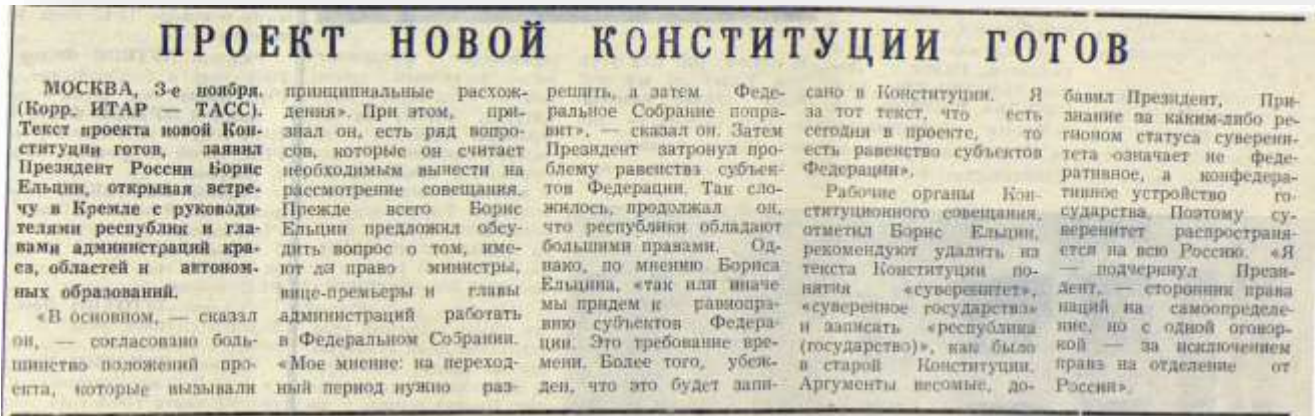 ПРОЕКТ НОВОЙ КОНСТИТУЦИИ ГОТОВ
МОСКВА, 3-е ноября.
(Корр. ИТАР — ТАСС).
Текст проекта новой Кон-
ституции готов, заявил
Президент России Борис
Ельцин, открывая встре-
чу в Кремле с руководи-
телями республик и гла-
вами администраций кра-
ев, областей и автоном-
ных образований.
«В основном, — сказал
он, — согласовано боль-
шинство положений про-
екта, которые вызывали
принципиальные расхож-
дения». При этом, при-
знал он, есть ряд вопро-
сов, которые он считает
необходимым вынести на
рассмотрение совещания.
Прежде всего Борис
Ельцин предложил обсу-
дить вопрос о том, име-
ют ли право министры,
вице-премьеры и главы
администраций работать
в Федеральном Собрании.
«Мое мнение: на переход-
ный период нужно раз-
решить, а затем Феде-
ральное Собрание попра-
вит», — сказал он. Затем
Президент затронул про-
блему равенства субъек-
тов Федерации. Так сло-
жилось, продолжал он,
что республики обладают
большими правами. Од-
нако, по мнению Бориса
Ельцина, «так или иначе
мы придем к равнопра-
вию субъектов Федера-
ции. Это требование вре-
мени. Более того, убеж-
ден, что это будет запи-
сано в Конституции. Я
за тот текст, что есть
сегодня в проекте, то
есть равенство субъектов
Федерации».
Рабочие органы Кон-
ституционного совещания,
отметил Борис Ельцин,
рекомендуют удалить из
текста Конституции по-
нятия «суверенитет»,
«суверенное государство»
и записать «республика
(государство)», как было
в старой Конституции.
Аргументы весомые, до-
бавил Президент. При-
знание за каким-либо ре-
гионом статуса суверени-
тета означает не феде-
ративное, а конфедера-
тивное устройство го-
сударства. Поэтому су-
веренитет распространя-
ется на всю Россию. «Я
— подчеркнул Прези-
дент, — сторонник права
наций на самоопределе-
ние, но с одной оговор-
кой — за исключением
права на отделение от
России».